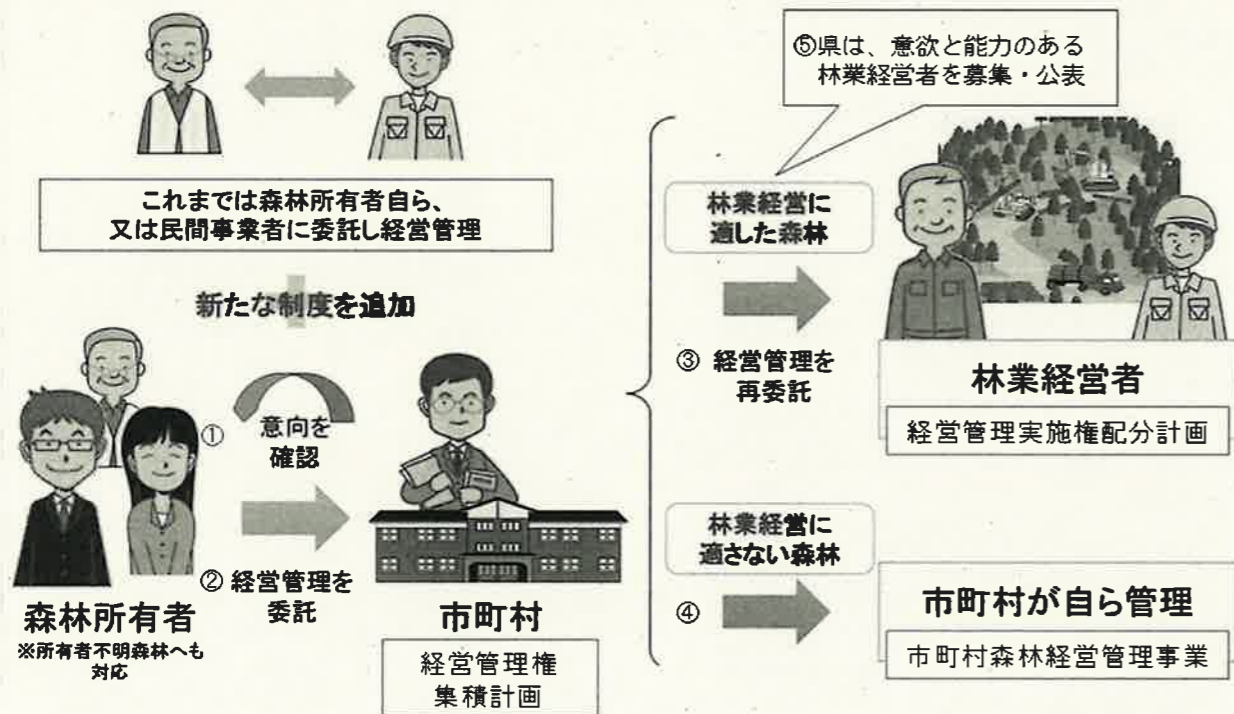 これまでは森林所有者自ら、
又は民間事業者に委託し経営管理
新たな制度を追加
①
意向を
確認
② 経営管理を
委託
森林所有者
※所有者不明森林へも
対応
市町村
経営管理権
集積計画
⑤県は、意欲と能力のある
林業経営者を募集・公表
林業経営に
適した森林
③ 経営管理を
再委託
林業経営者
経営管理実施権配分計画
林業経営に
適さない森林
④
市町村が自ら管理
市町村森林経営管理事業